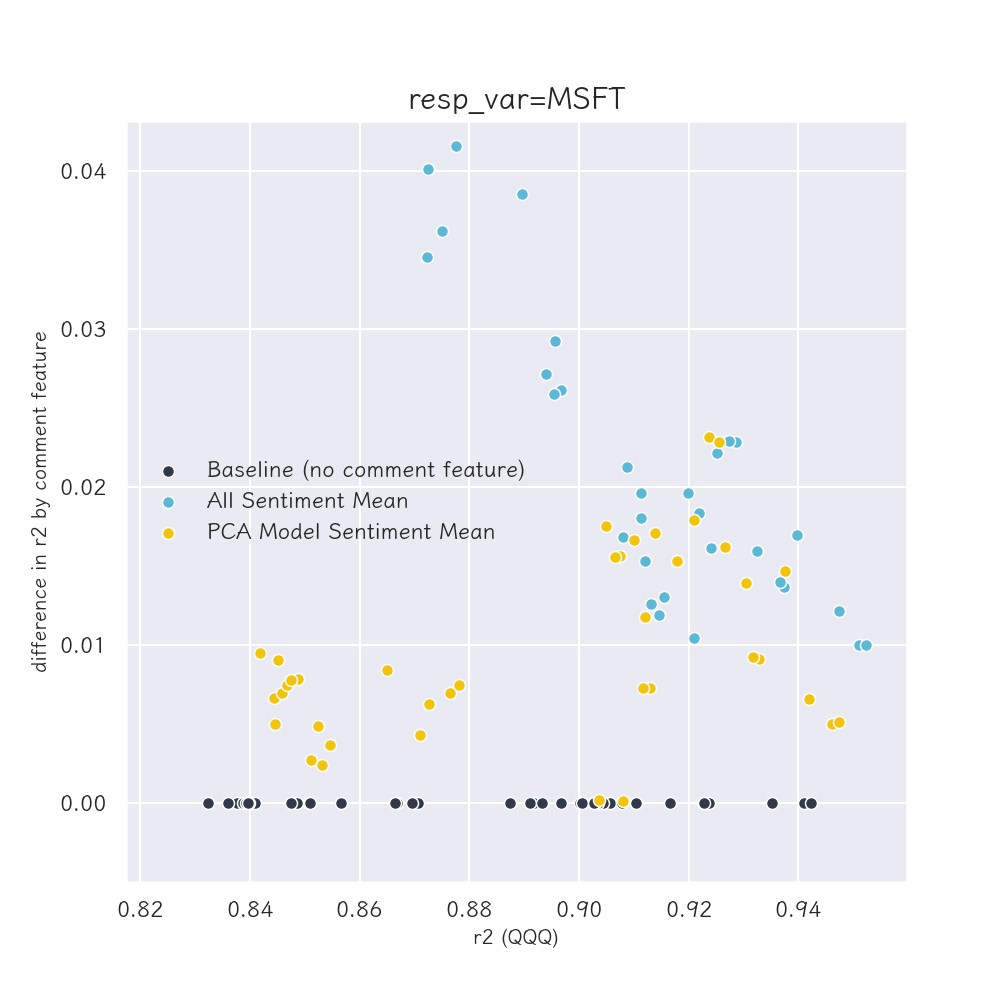 resp_var=MSFT
0.04
0.03
0.02
0.01
0.00
difference in r2 by comment feature
Baseline (no comment feature)
All Sentiment Mean
PCA Model Sentiment Mean
0.82 0.84 0.86 0.88 0.90 0.92 0.94
r2 (QQQ)